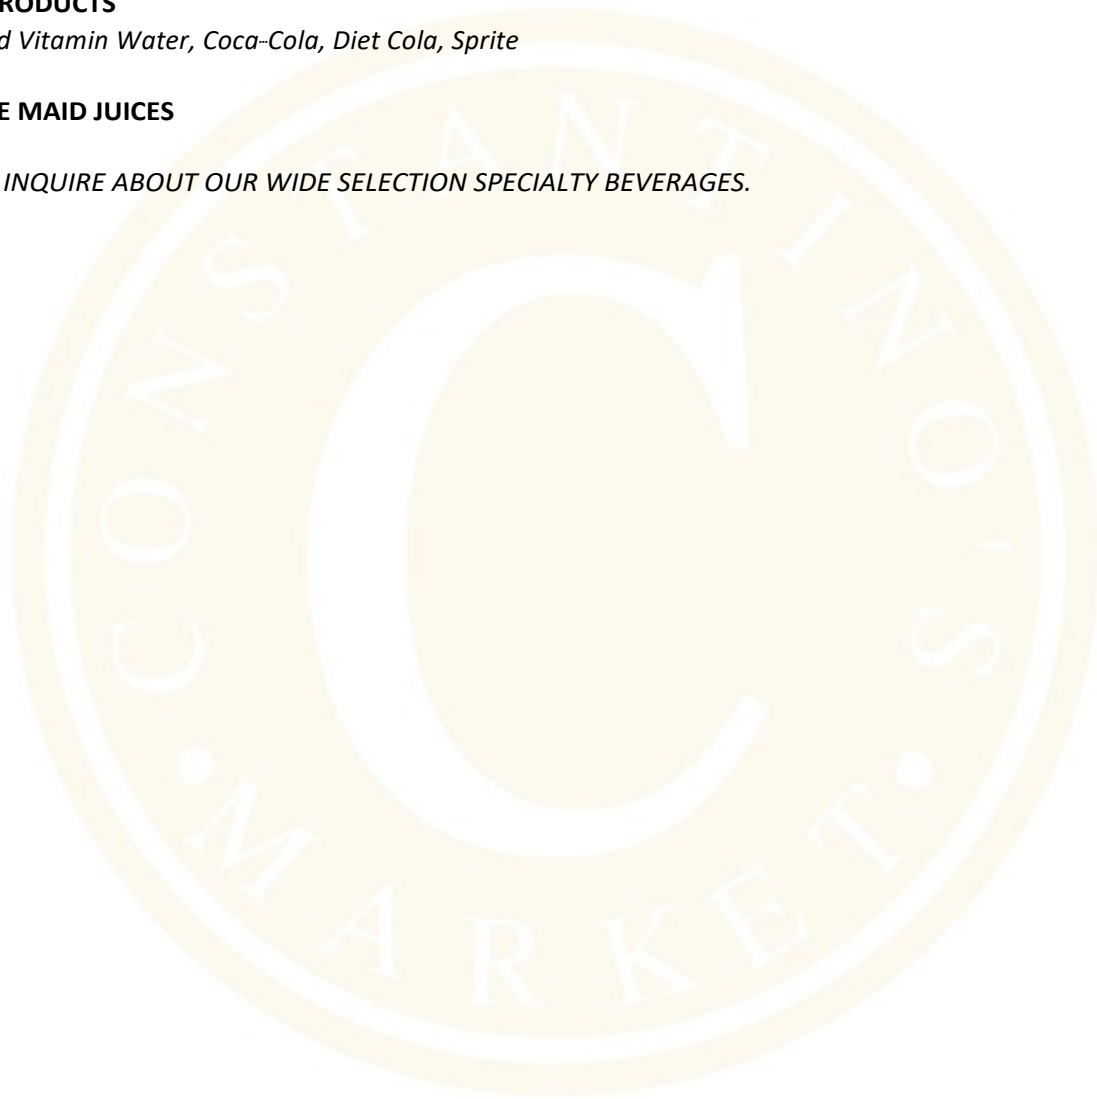 RODUCTS
d Vitamin Water, Coca-Cola, Diet Cola, Sprite
E MAID JUICES
INQUIRE ABOUT OUR WIDE SELECTION SPECIALTY BEVERAGES.
CONSTANTINO'S
C
• MARKET •